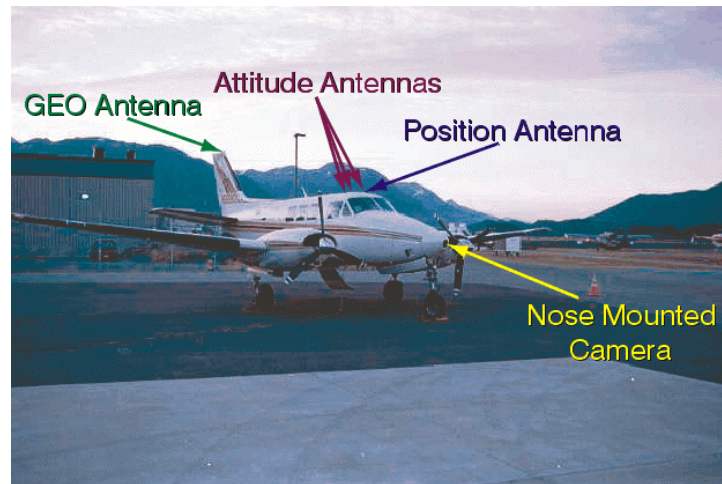 Attitude Antennas
GEO Antenna
Position Antenna
Nose Mounted
Camera